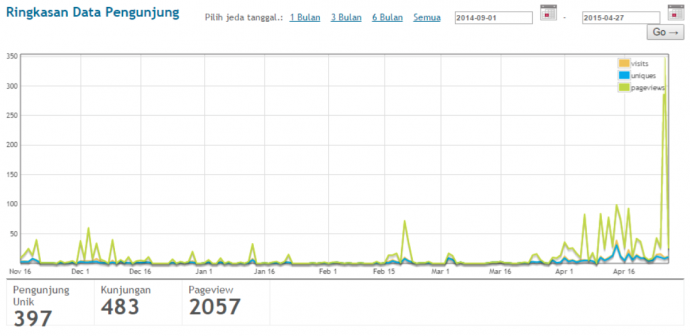 Ringkasan Data Pengunjung
Pilih jeda tanggal.: 1 Bulan 3 Bulan 6 Bulan Semua 2014-09-01 - 2015-04-27
Go →
350
300
250
200
150
100
50
visits
uniques
pageviews
Nov 16 Dec 1 Dec 16 Jan 1 Jan 16 Feb 1 Feb 15 Mar 1 Mar 16 Apr 1 Apr 16
Pengunjung Unik
397
Kunjungan
483
Pageview
2057